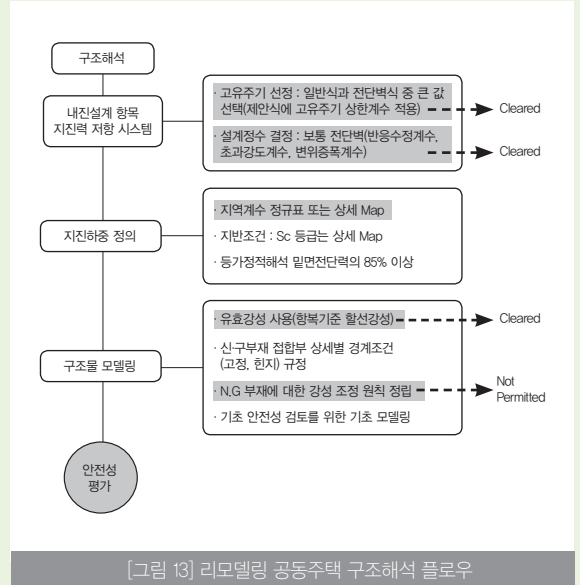 구조해석
내진설계 항목
지진력 저항 시스템
· 고유주기 선정 : 일반식과 전단벽식 중 큰 값
선택(제안식에 고유주기 상한계수 적용)
Cleared
· 설계정수 결정 : 보통 전단벽(반응수정계수,
초과강도계수, 변위증폭계수)
Cleared
지진하중 정의
· 지역계수 정규표 또는 상세 Map
· 지반조건 : Sc 등급는 상세 Map
· 등가정적해석 밑면전단력의 85% 이상
구조물 모델링
· 유효강성 사용(항복기준 할선강성)
Cleared
· 신·구부재 접합부 상세별 경계조건
(고정, 힌지) 규정
· N.G 부재에 대한 강성 조정 원칙 정립
Not
Permitted
· 기초 안전성 검토를 위한 기초 모델링
안전성
평가
[그림 13] 리모델링 공동주택 구조해석 플로우